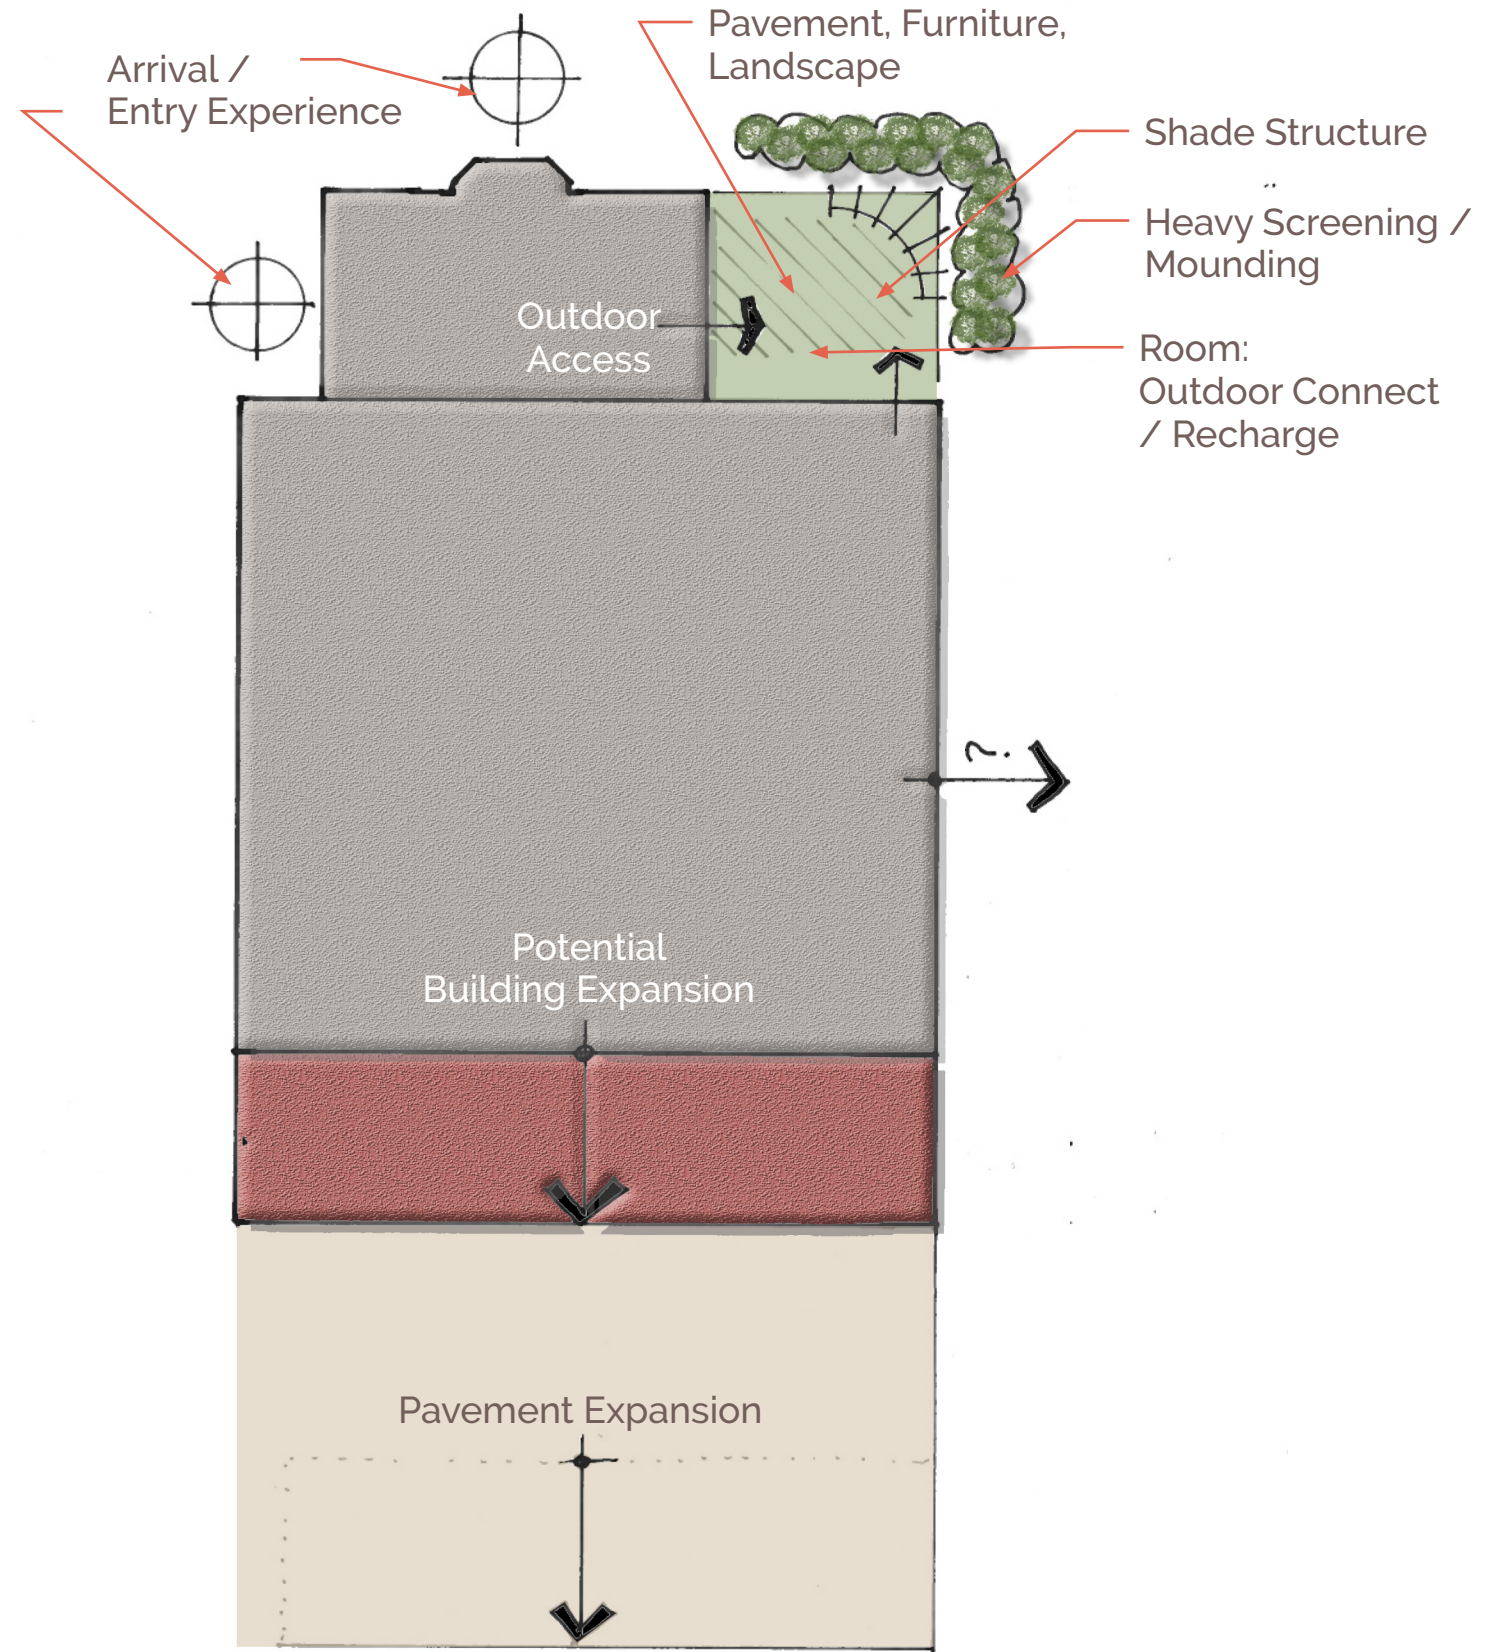 Pavement, Furniture,
Landscape
Arrival /
Entry Experience
Shade Structure
Heavy Screening /
Mounding
Outdoor
Access
Room:
Outdoor Connect
/ Recharge
?
Potential
Building Expansion
Pavement Expansion